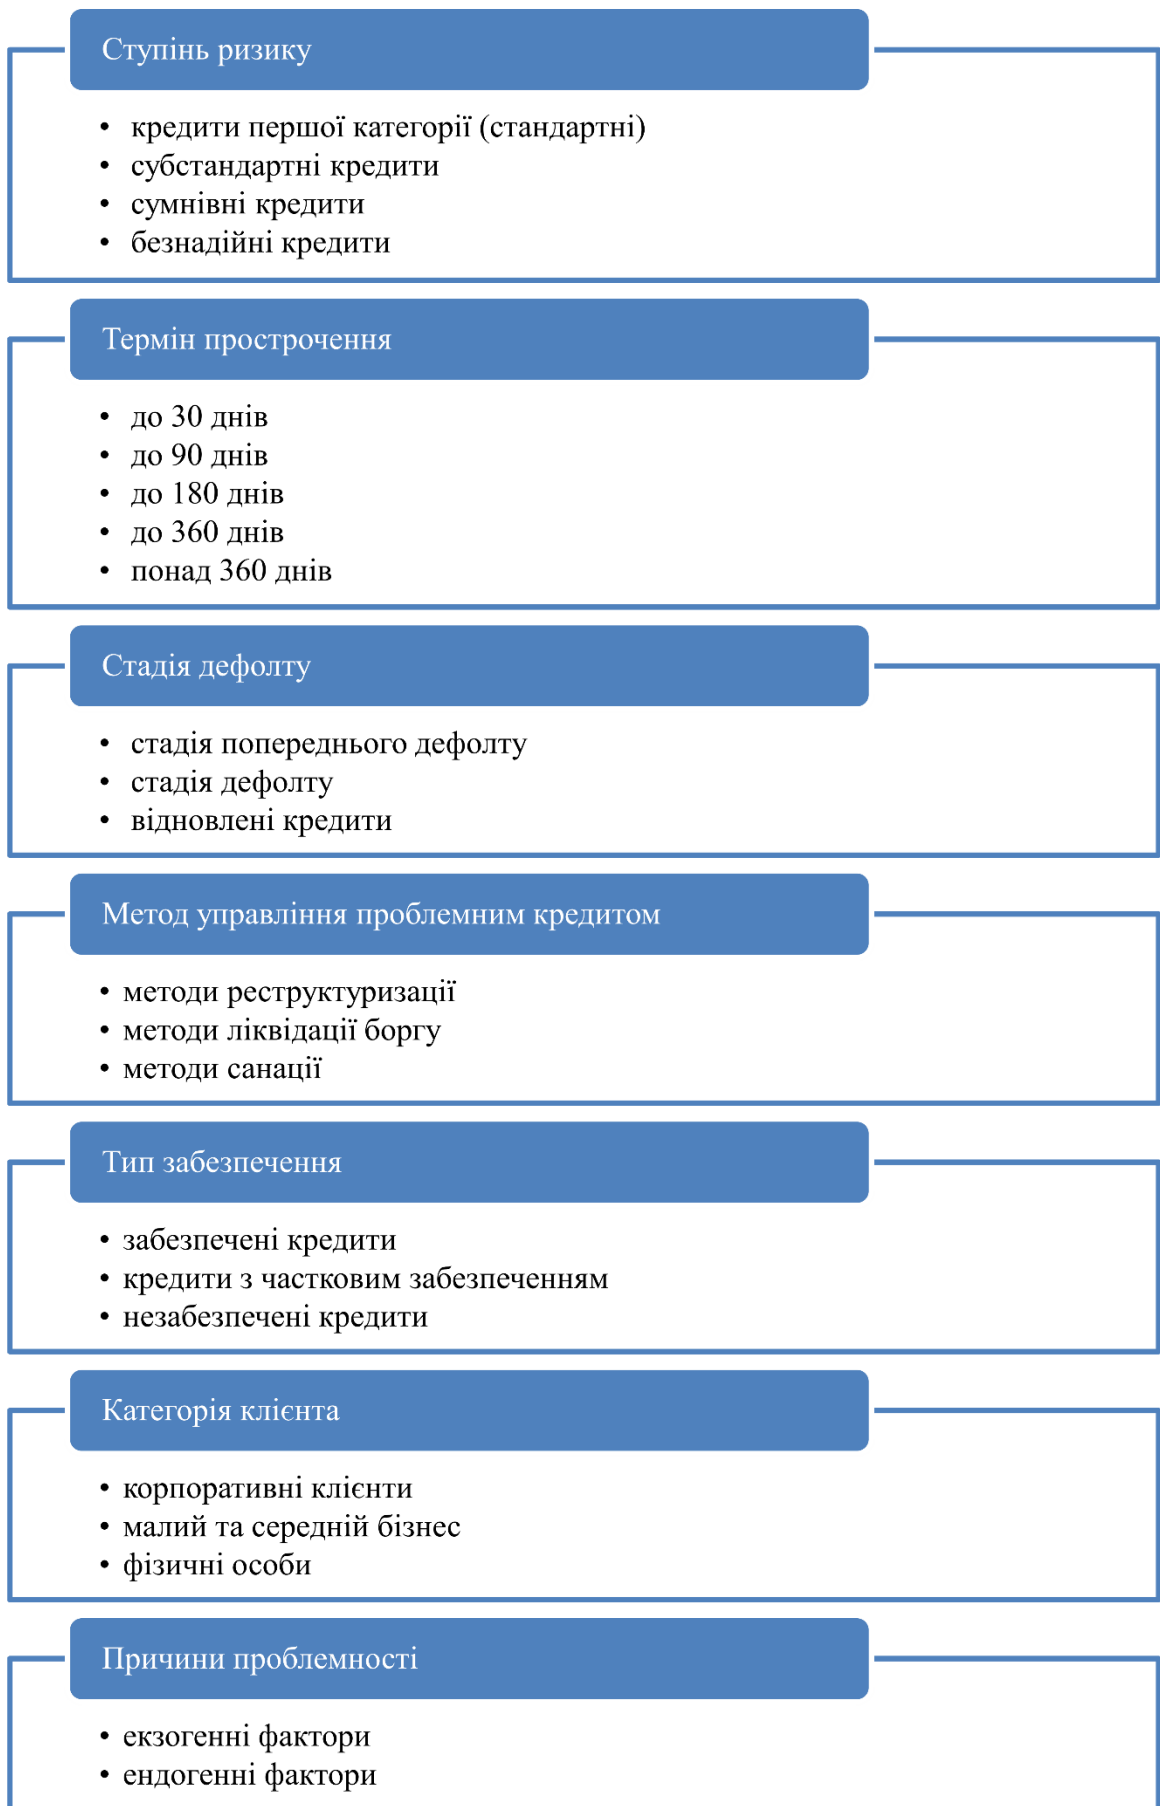 Ступінь ризику
• кредити першої категорії (стандартні)
• субстандартні кредити
• сумнівні кредити
• безнадійні кредити
Термін прострочення
• до 30 днів
• до 90 днів
• до 180 днів
• до 360 днів
• понад 360 днів
Стадія дефолту
• стадія попереднього дефолту
• стадія дефолту
• відновлені кредити
Метод управління проблемним кредитом
• методи реструктуризації
• методи ліквідації боргу
• методи санації
Тип забезпечення
• забезпечені кредити
• кредити з частковим забезпеченням
• незабезпечені кредити
Категорія клієнта
• корпоративні клієнти
• малий та середній бізнес
• фізичні особи
Причини проблемності
• екзогенні фактори
• ендогенні фактори